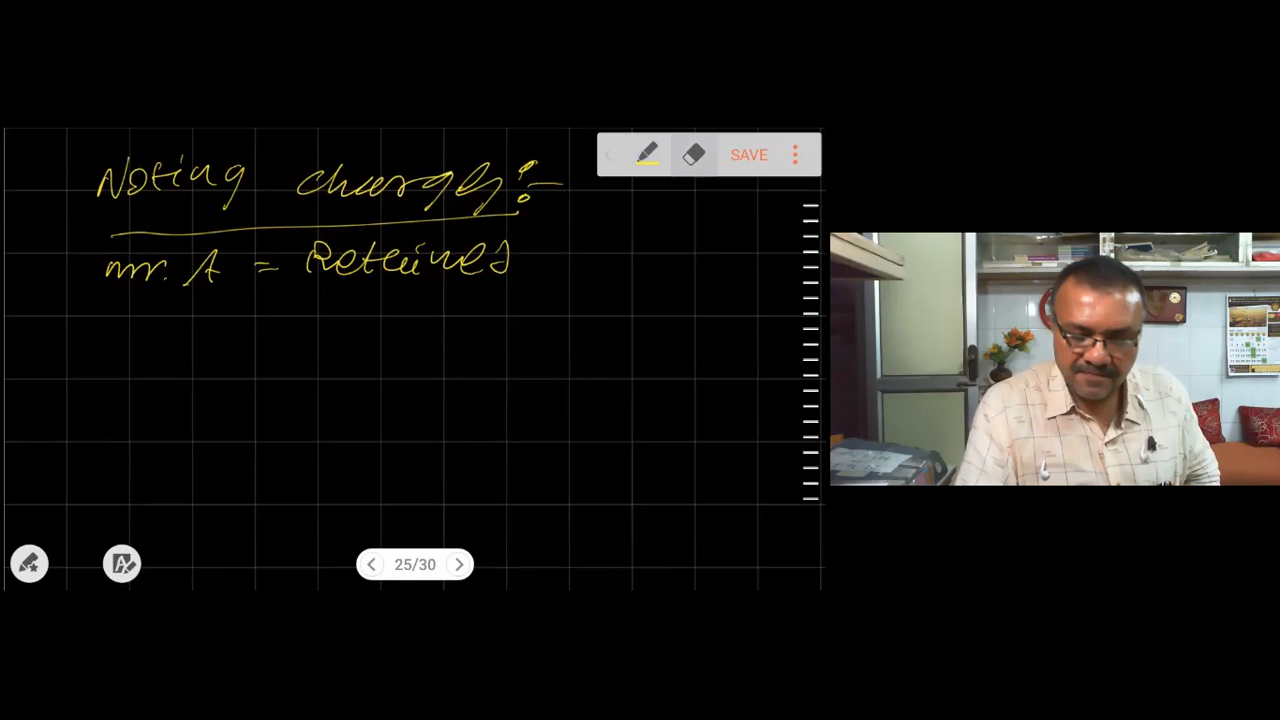 Noting charges:-
mr. A = Retained
SAVE
25/30